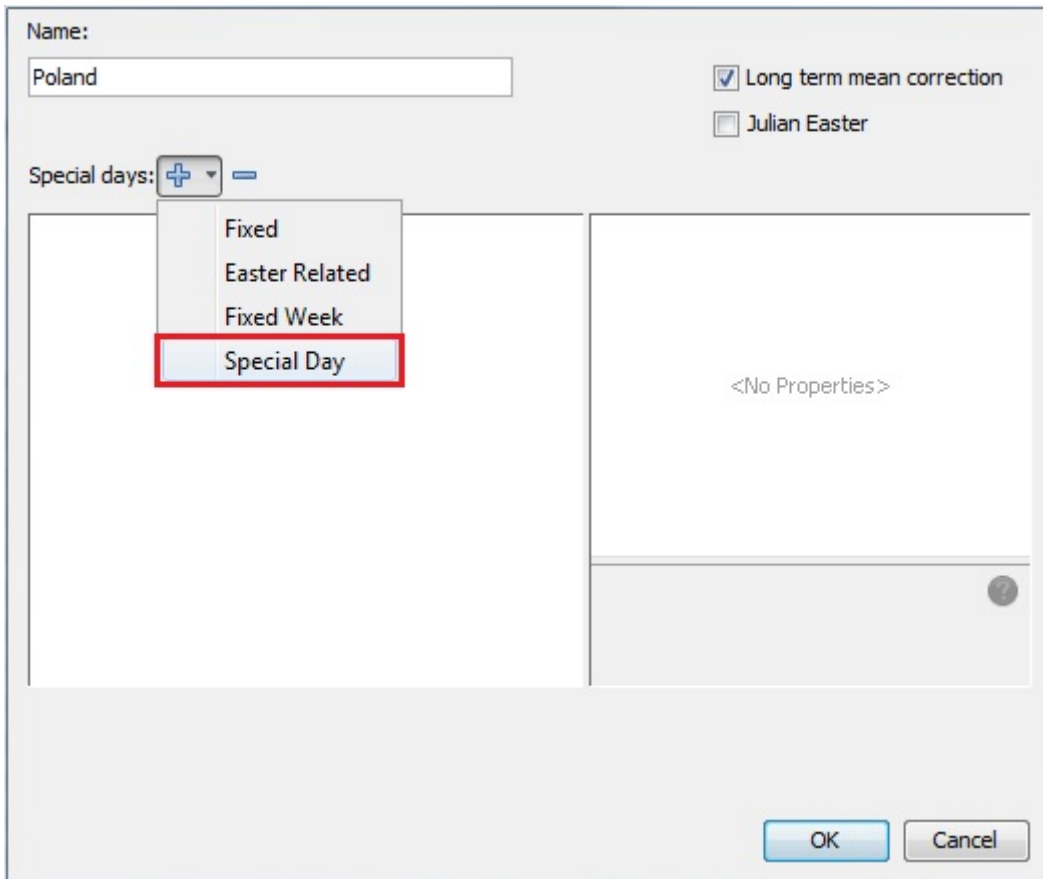 Name:
Poland
Long term mean correction
Julian Easter
Special days:
Fixed
Easter Related
Fixed Week
Special Day
<No Properties>
?
OK
Cancel